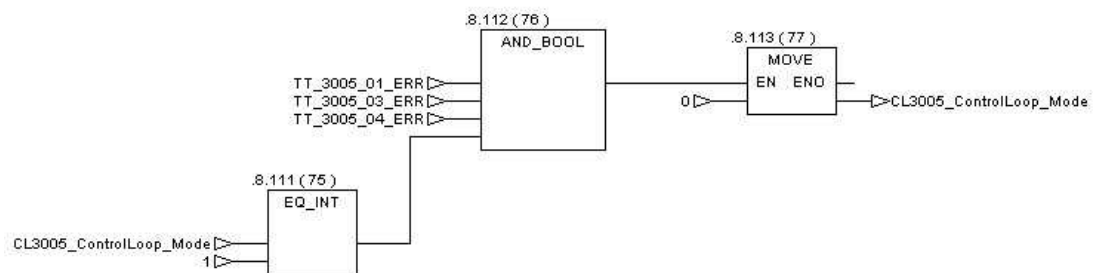 .8.112 (76)
AND_BOOL
.8.113 (77)
MOVE
EN ENO
TT_3005_01_ERR
TT_3005_03_ERR
TT_3005_04_ERR
0
CL3005_ControlLoop_Mode
.8.111 (75)
EQ_INT
CL3005_ControlLoop_Mode
1